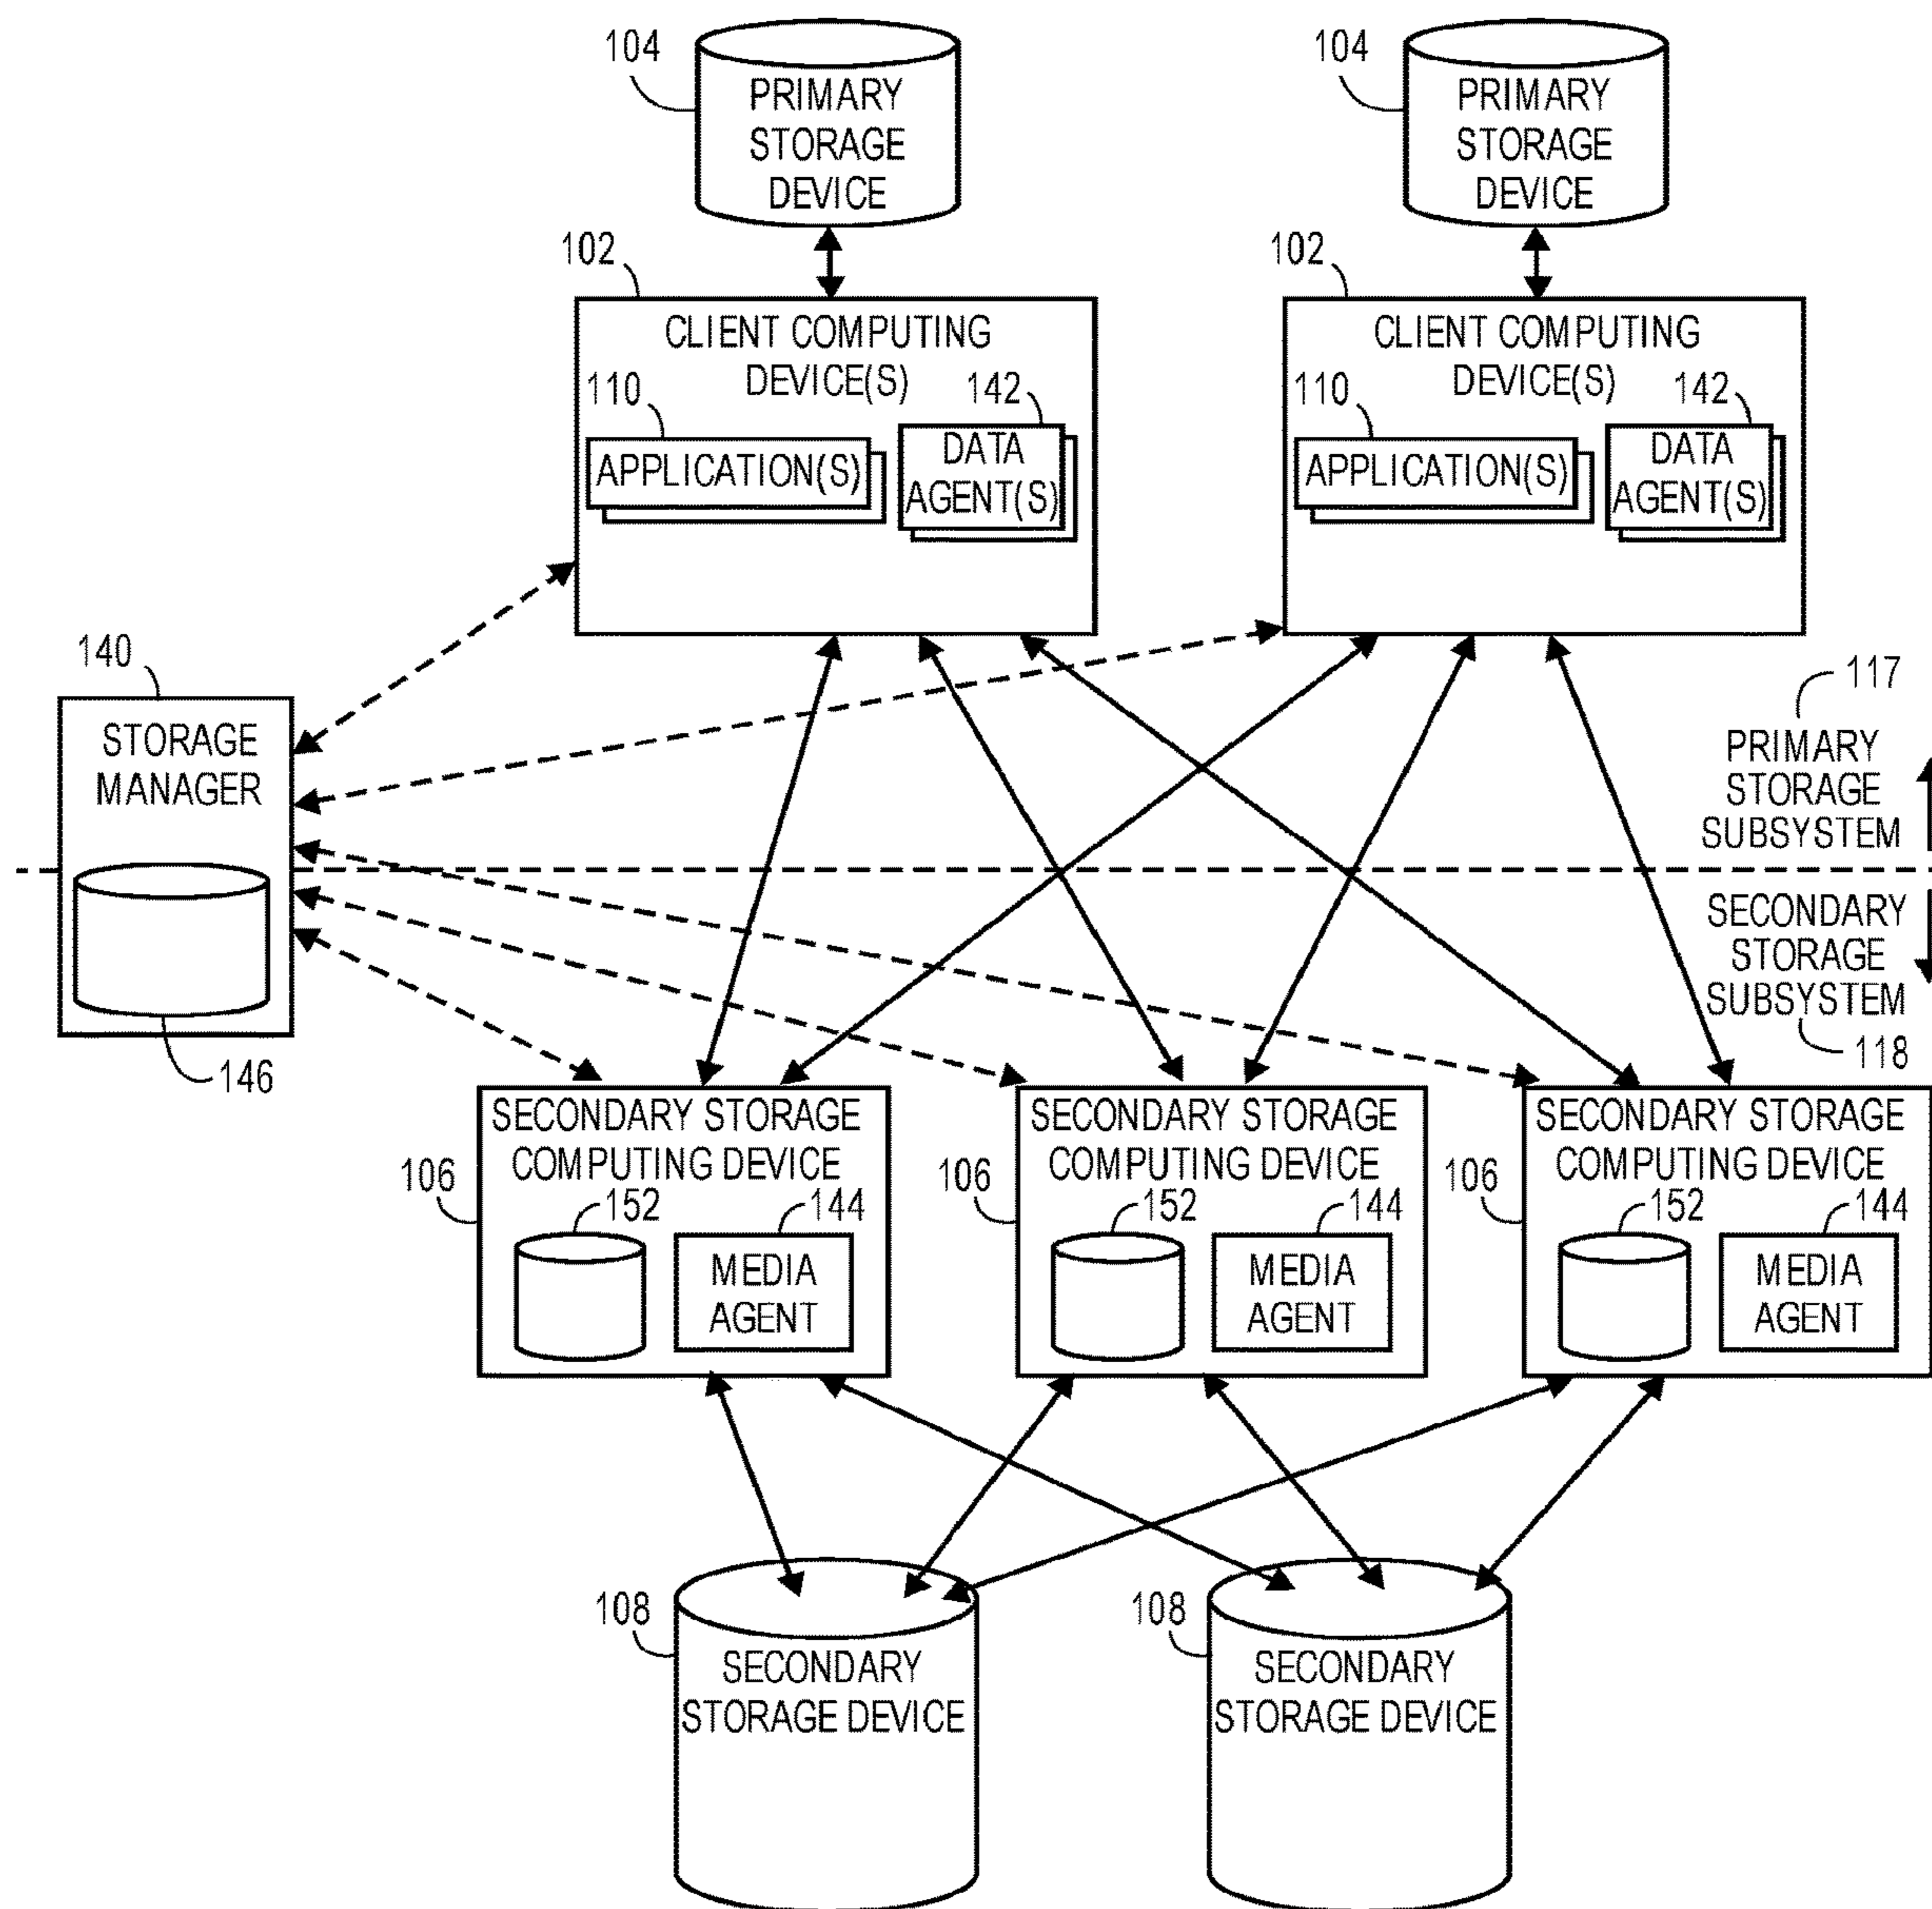 104
PRIMARY
STORAGE
DEVICE
104
PRIMARY
STORAGE
DEVICE
102
CLIENT COMPUTING
DEVICE(S)
110
142
APPLICATION(S)
DATA
AGENT(S)
102
CLIENT COMPUTING
DEVICE(S)
110
142
APPLICATION(S)
DATA
AGENT(S)
140
STORAGE
MANAGER
146
117
PRIMARY
STORAGE
SUBSYSTEM
SECONDARY
STORAGE
SUBSYSTEM
118
106
SECONDARY STORAGE
COMPUTING DEVICE
152
144
MEDIA
AGENT
106
SECONDARY STORAGE
COMPUTING DEVICE
152
144
MEDIA
AGENT
106
SECONDARY STORAGE
COMPUTING DEVICE
152
144
MEDIA
AGENT
108
SECONDARY
STORAGE DEVICE
108
SECONDARY
STORAGE DEVICE